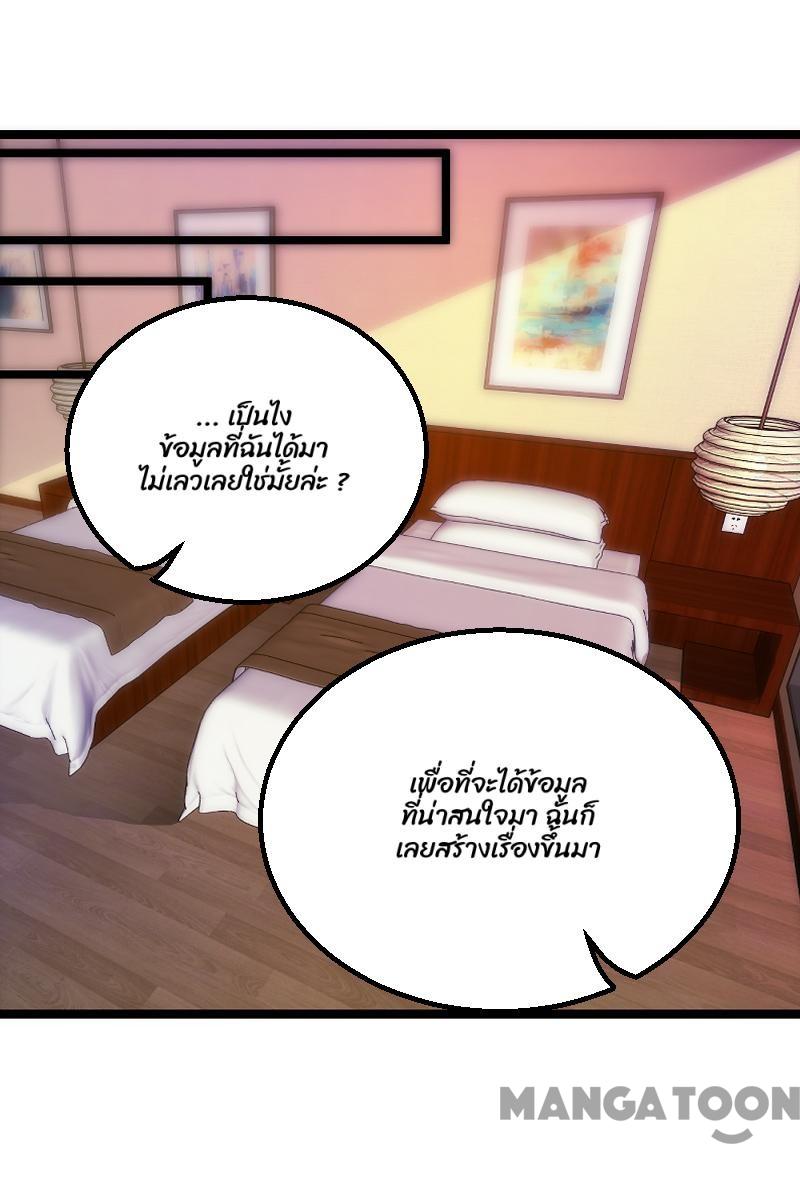 ... เป็นไง
ข้อมูลที่ฉันได้มา
ไม่เลวเลยใช่มั้ยล่ะ ?
เพื่อที่จะได้ข้อมูล
ที่น่าสนใจมา ฉันก็
เลยสร้างเรื่องขึ้นมา
MANGATOON